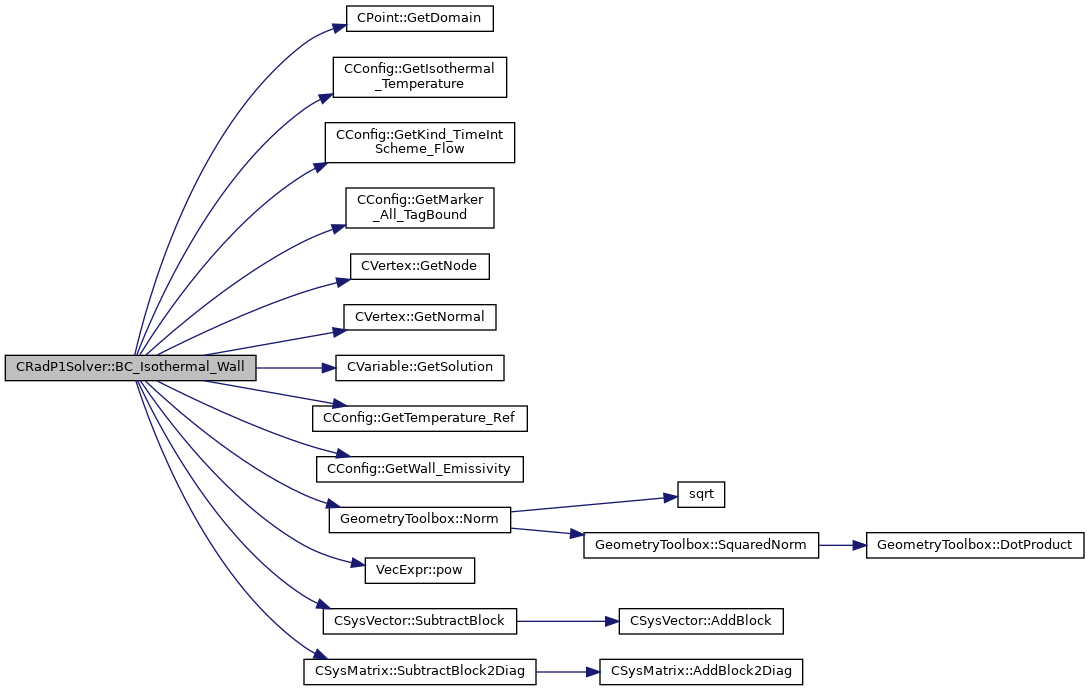 CPoint::GetDomain
CConfig::GetIsothermal
_Temperature
CConfig::GetKind_TimeInt
Scheme_Flow
CConfig::GetMarker
_All_TagBound
CVertex::GetNode
CVertex::GetNormal
CRadP1Solver::BC_Isothermal_Wall
CVariable::GetSolution
CConfig::GetTemperature_Ref
CConfig::GetWall_Emissivity
GeometryToolbox::Norm
sqrt
GeometryToolbox::SquaredNorm
GeometryToolbox::DotProduct
VecExpr::pow
CSysVector::SubtractBlock
CSysVector::AddBlock
CSysMatrix::SubtractBlock2Diag
CSysMatrix::AddBlock2Diag